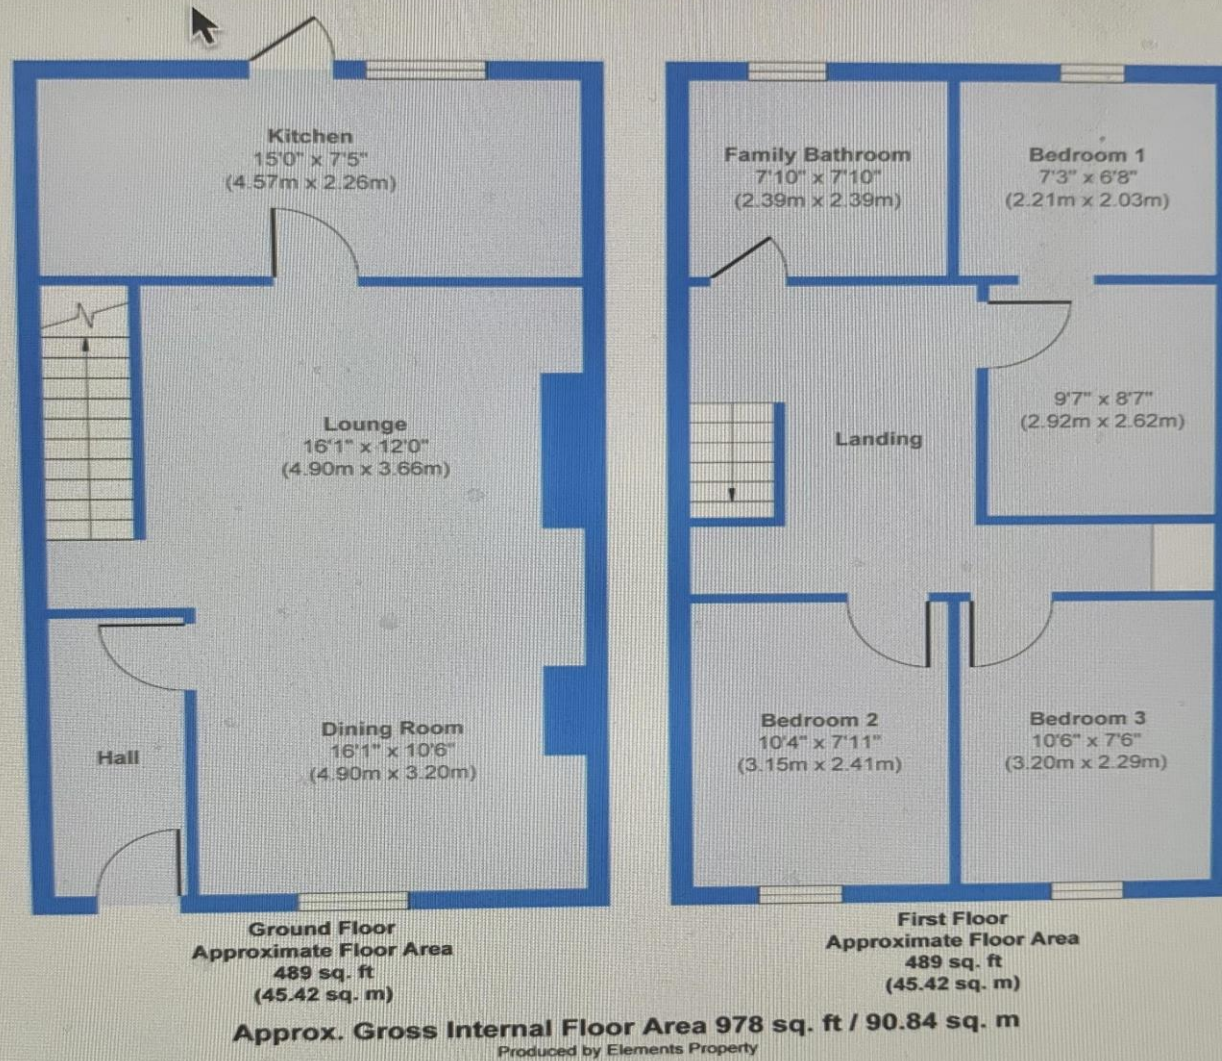 Kitchen
15'0" x 7'5"
(4.57m x 2.26m)
Lounge
16'1" x 12'0"
(4.90m x 3.66m)
Dining Room
16'1" x 10'6"
(4.90m x 3.20m)
Hall
Ground Floor
Approximate Floor Area
489 sq. ft
(45.42 sq. m)
Family Bathroom
7'10" x 7'10"
(2.39m x 2.39m)
Bedroom 1
7'3" x 6'8"
(2.21m x 2.03m)
9'7" x 8'7"
(2.92m x 2.62m)
Landing
Bedroom 2
10'4" x 7'11"
(3.15m x 2.41m)
Bedroom 3
10'6" x 7'6"
(3.20m x 2.29m)
First Floor
Approximate Floor Area
489 sq. ft
(45.42 sq. m)
Approx. Gross Internal Floor Area 978 sq. ft / 90.84 sq. m
Produced by Elements Property